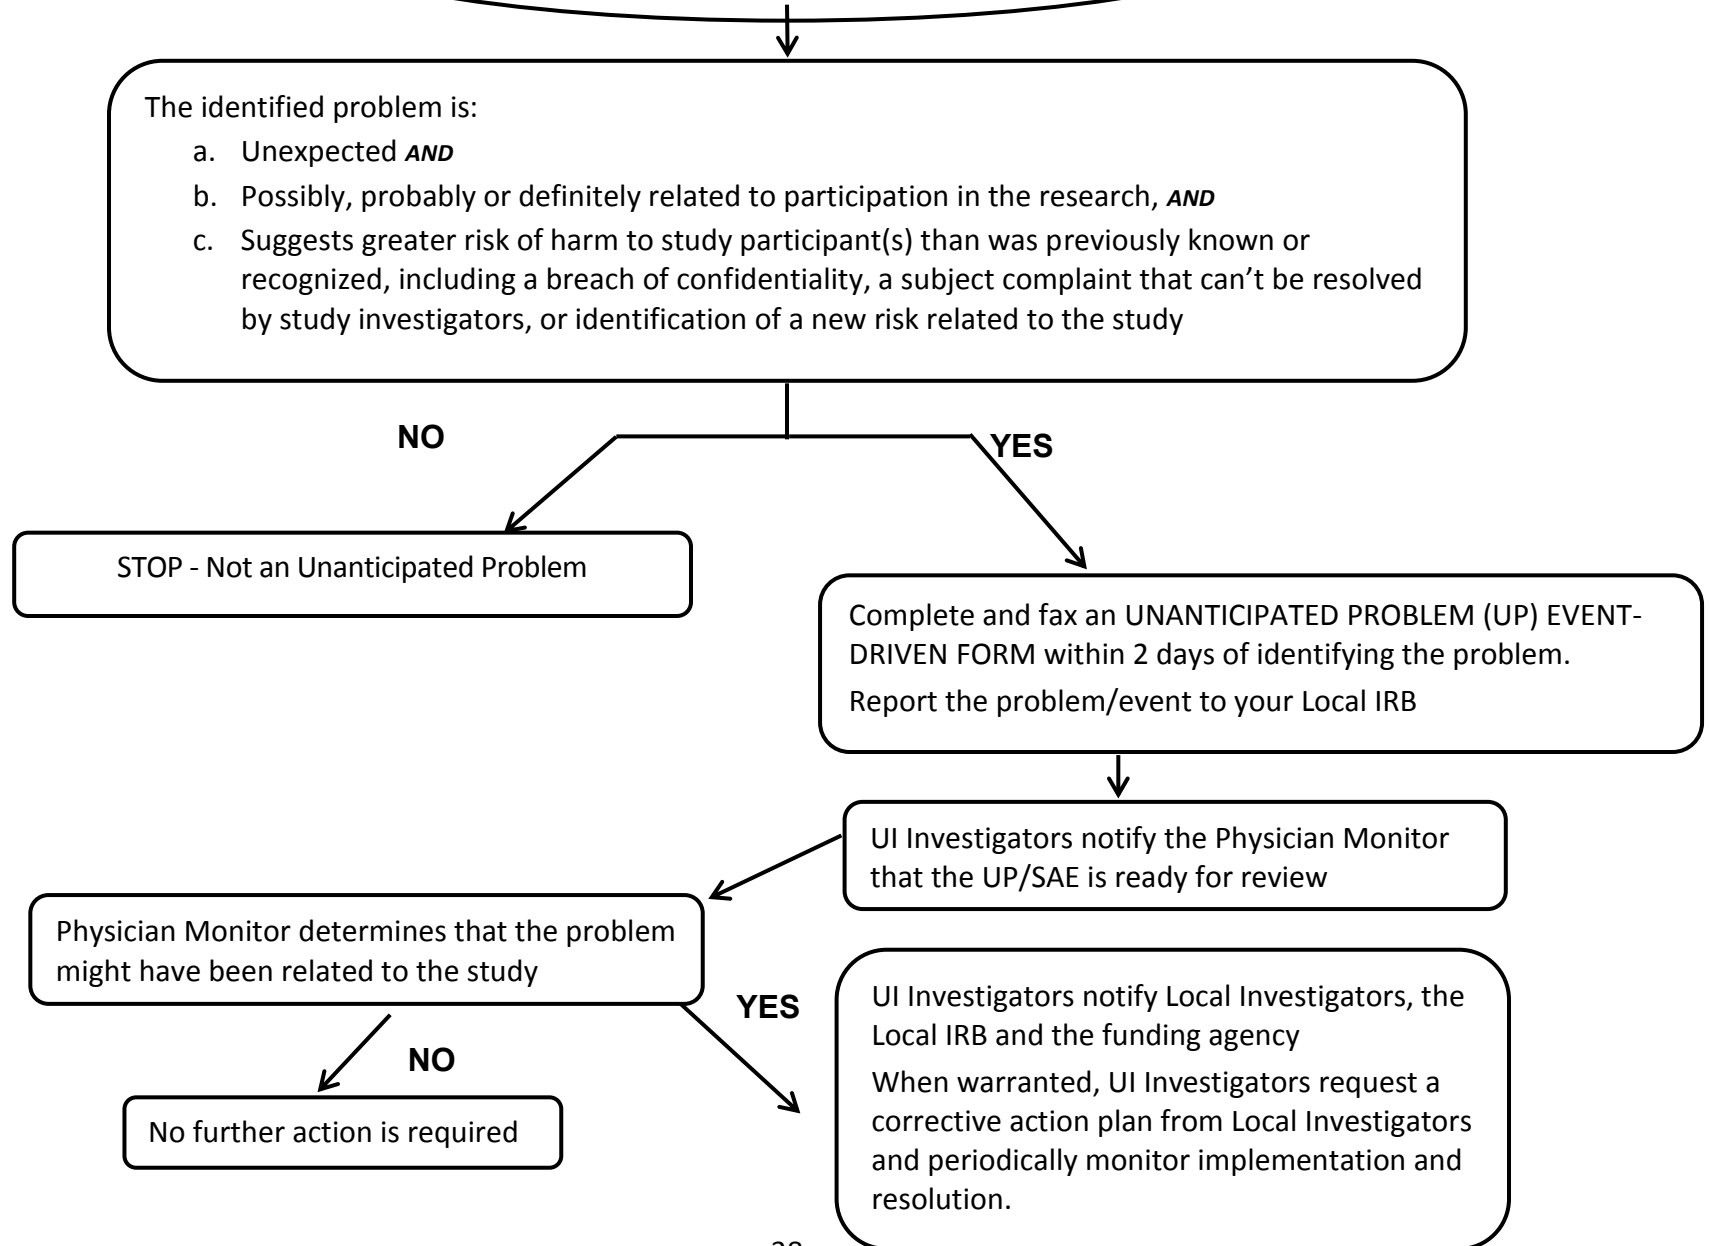 The identified problem is:
a. Unexpected AND
b. Possibly, probably or definitely related to participation in the research, AND
c. Suggests greater risk of harm to study participant(s) than was previously known or
recognized, including a breach of confidentiality, a subject complaint that can’t be resolved
by study investigators, or identification of a new risk related to the study
NO
YES
STOP - Not an Unanticipated Problem
Complete and fax an UNANTICIPATED PROBLEM (UP) EVENT-
DRIVEN FORM within 2 days of identifying the problem.
Report the problem/event to your Local IRB
UI Investigators notify the Physician Monitor
that the UP/SAE is ready for review
Physician Monitor determines that the problem
might have been related to the study
YES
NO
No further action is required
UI Investigators notify Local Investigators, the
Local IRB and the funding agency
When warranted, UI Investigators request a
corrective action plan from Local Investigators
and periodically monitor implementation and
resolution.